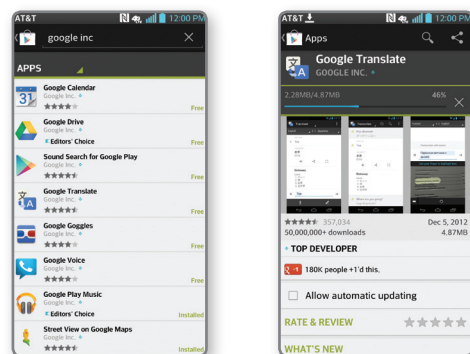 AT&T
12:00 PM
google inc
APPS
Google Calendar
Google Inc.
Free
Google Drive
Google Inc.
Editors' Choice
Free
Sound Search for Google Play
Google Inc.
Free
Google Translate
Google Inc.
Free
Google Goggles
Google Inc.
Free
Google Voice
Google Inc.
Free
Google Play Music
Google Inc.
Editors' Choice
Installed
Street View on Google Maps
Google Inc.
Installed
AT&T
12:00 PM
Apps
Google Translate
GOOGLE INC.
2.28MB/4.87MB
46%
357,034
Dec 5, 2012
50,000,000+ downloads
4.87MB
TOP DEVELOPER
180K people +1'd this.
Allow automatic updating
RATE & REVIEW
WHAT'S NEW